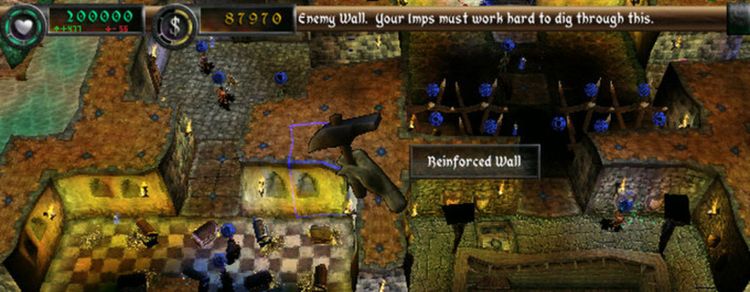 200000
87970
Enemy Wall. Your imps must work hard to dig through this.
Reinforced Wall